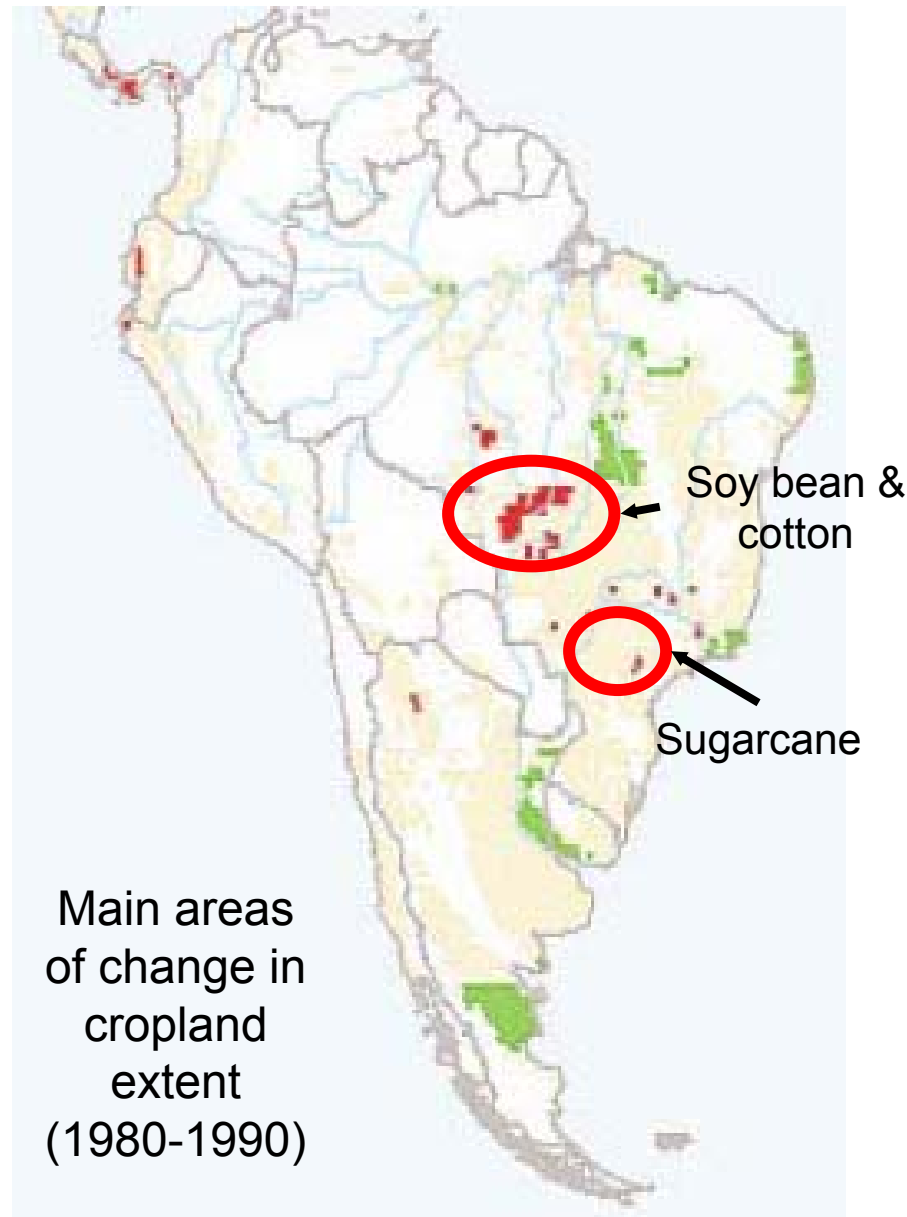 Soy bean &
cotton
Sugarcane
Main areas
of change in
cropland
extent
(1980-1990)